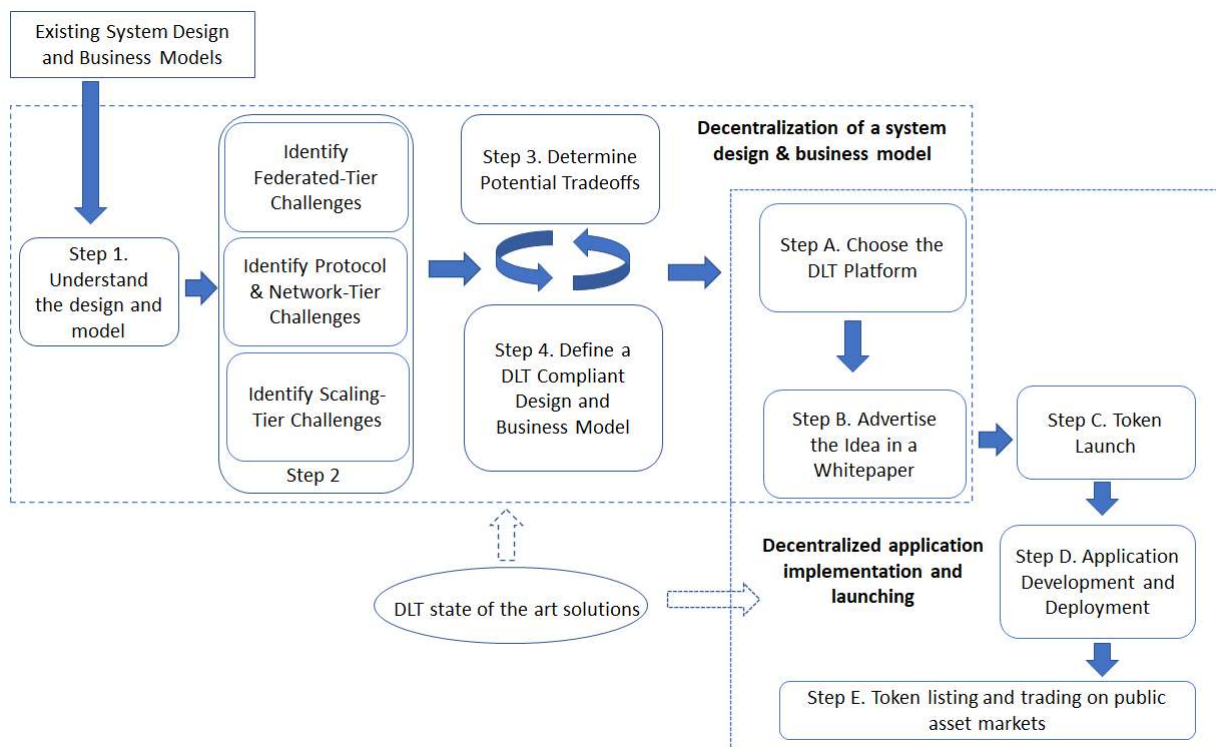 Existing System Design
and Business Models
Decentralization of a system
design & business model
Step 1.
Understand
the design and
model
Identify
Federated-Tier
Challenges
Identify Protocol
& Network-Tier
Challenges
Identify Scaling-
Tier Challenges
Step 2
Step 3. Determine
Potential Tradeoffs
Step 4. Define a
DLT Compliant
Design and
Business Model
Step A. Choose the
DLT Platform
Step B. Advertise
the Idea in a
Whitepaper
Step C. Token
Launch
DLT state of the art solutions
Decentralized application
implementation and
launching
Step D. Application
Development and
Deployment
Step E. Token listing and trading on public
asset markets